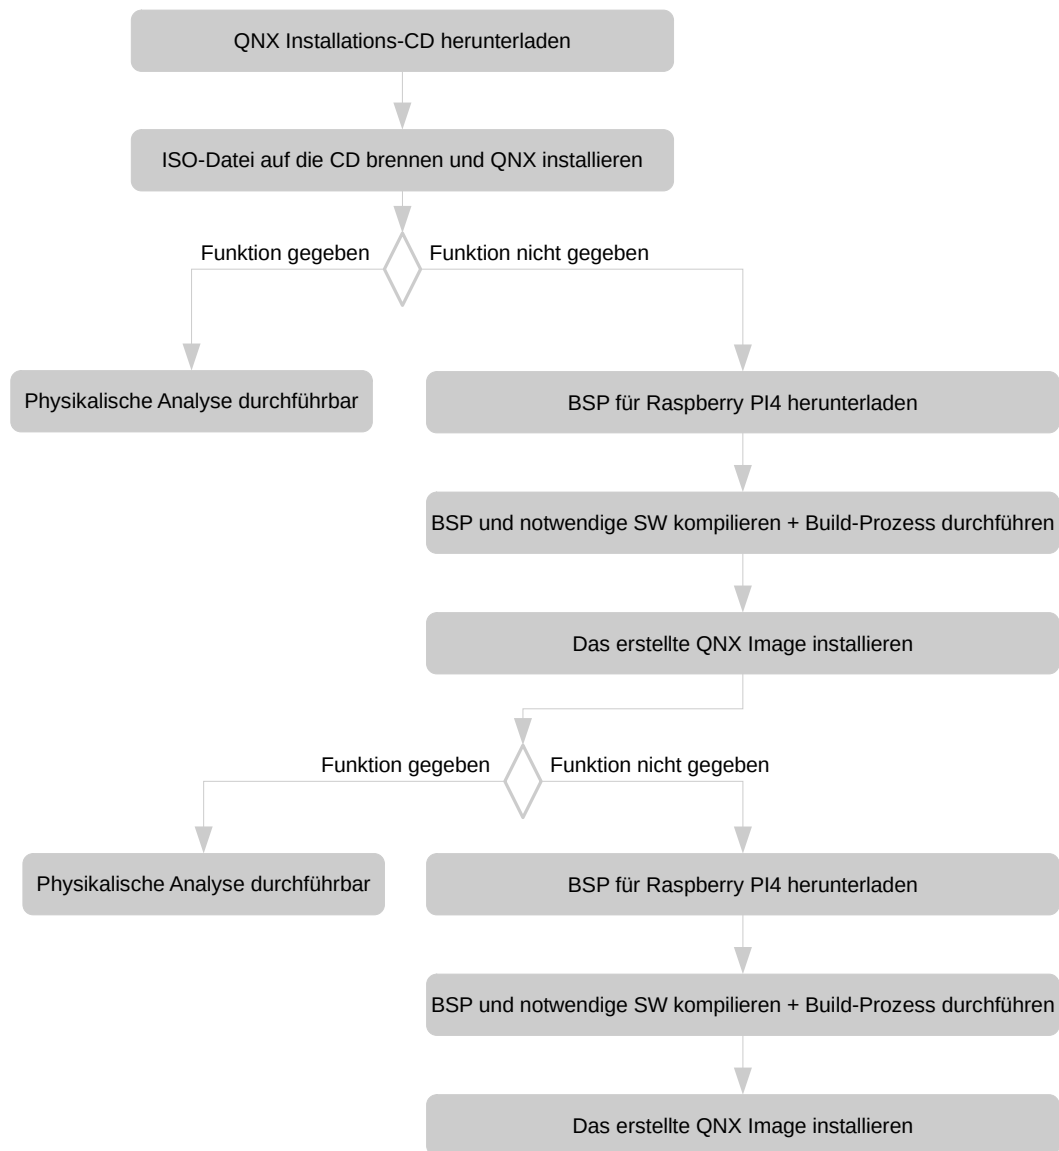 QNX Installations-CD herunterladen
ISO-Datei auf die CD brennen und QNX installieren
Funktion gegeben
Funktion nicht gegeben
Physikalische Analyse durchführbar
BSP für Raspberry PI4 herunterladen
BSP und notwendige SW kompilieren + Build-Prozess durchführen
Das erstellte QNX Image installieren
Funktion gegeben
Funktion nicht gegeben
Physikalische Analyse durchführbar
BSP für Raspberry PI4 herunterladen
BSP und notwendige SW kompilieren + Build-Prozess durchführen
Das erstellte QNX Image installieren